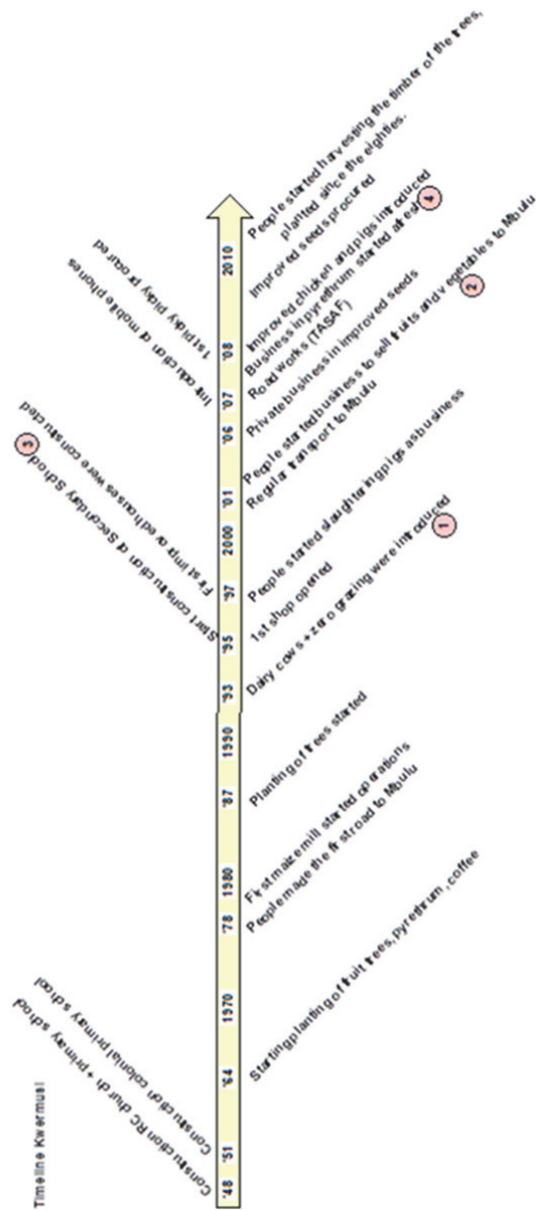 Timeline Kwermusl
Construction RC church + primary school
Construction colonial primary school
Start construction of Secondary School
3
First improved houses were constructed
Introduction of mobile phones
1st pidky pidky procured
'48
'51
'64
1970
'78
1980
'87
1990
'93
'95
'97
2000
'01
'06
'07
'08
2010
Starting planting of fruit trees, pyrethrum, coffee
People made the first road to Mbulu
First maize mill started operations
Planting of trees started
Dairy cows + zero grazing were introduced
1
1st shop opened
People started slaughtering pigs as business
Regular transport to Mbulu
People started business to sell fruits and vegetables to Mbulu
2
Private business in improved seeds
Road works (TASAF)
Business in pyrethrum started afresh
4
Improved chicken and pigs introduced
Improved seeds procured
People started harvesting the timber of the trees,
planted since the eighties.